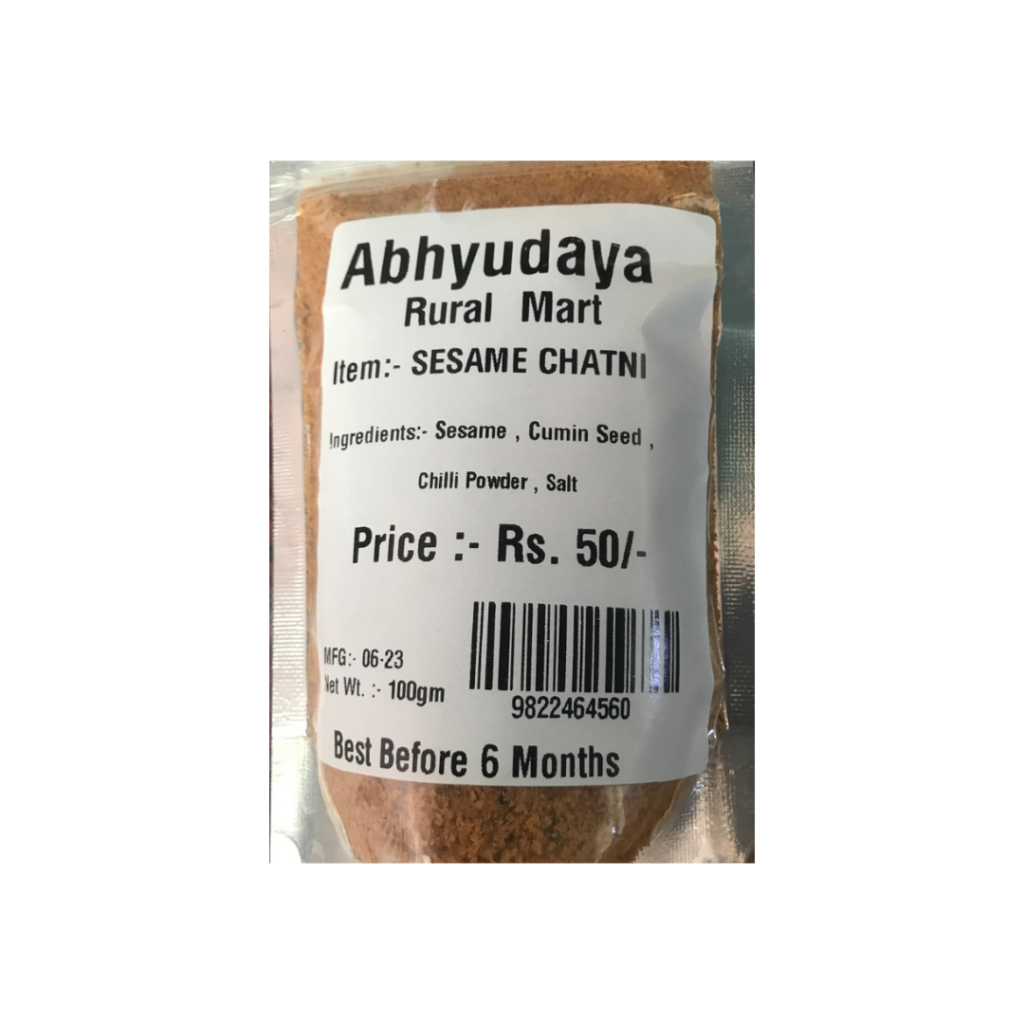 Abhyudaya
Rural Mart
Item:- SESAME CHATNI
Ingredients:- Sesame , Cumin Seed ,
Chilli Powder , Salt
Price :- Rs. 50/-
MFG:- 06-23
Net Wt. :- 100gm
9822464560
Best Before 6 Months